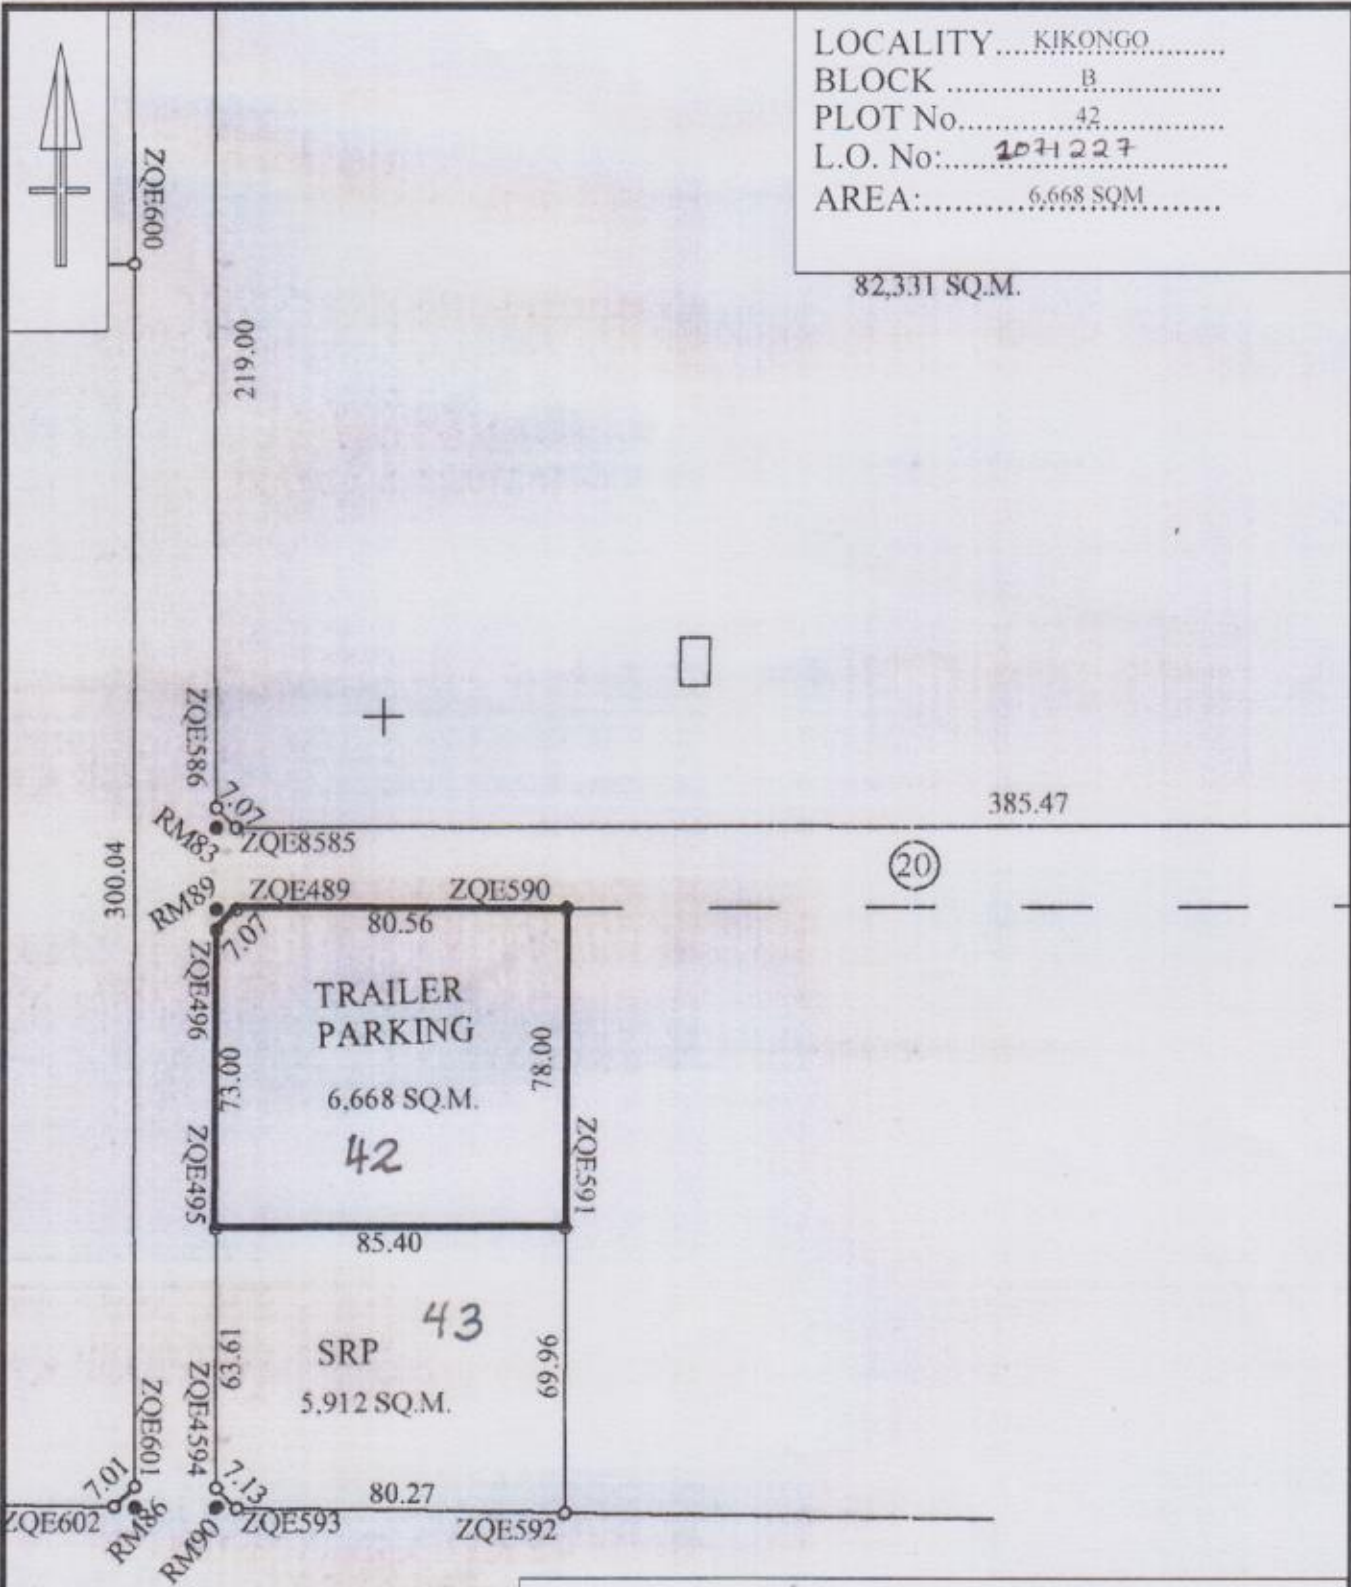 LOCALITY....KIKONGO..........
BLOCK ..............B..............
PLOT No.............42.............
L.O. No:.....1071227..........
AREA:...........6,668 SQM........
82,331 SQ.M.
ZQE600
219.00
ZQE586
7.07
RM83
ZQE8585
385.47
20
300.04
RM89
ZQE489
ZQE590
80.56
7.07
ZQE496
TRAILER
PARKING
73.00
78.00
6,668 SQ.M.
42
ZQE495
ZQE591
85.40
43
63.61
SRP
69.96
5,912 SQ.M.
ZQE601
ZQE4594
7.01
7.13
80.27
ZQE602
RM86
RM90
ZQE593
ZQE592